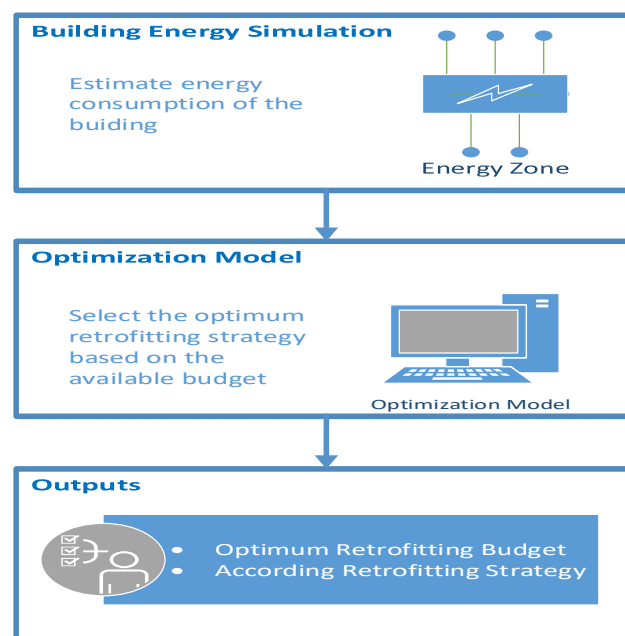 Building Energy Simulation
Estimate energy
consumption of the
buiding
Energy Zone
Optimization Model
Select the optimum
retrofitting strategy
based on the
available budget
Optimization Model
Outputs
• Optimum Retrofitting Budget
• According Retrofitting Strategy